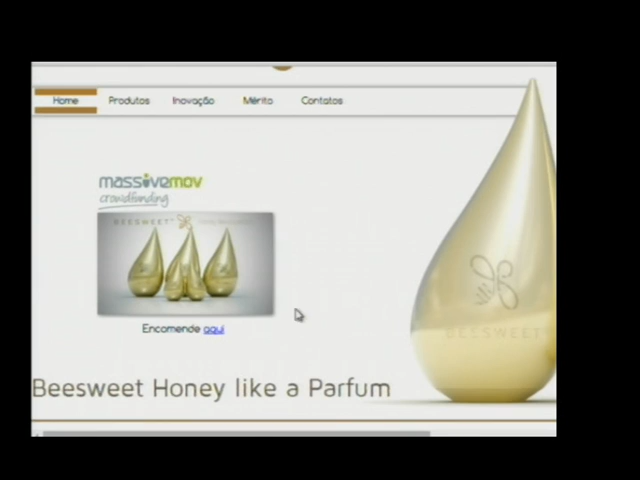 Home Produtos Inovação Mérito Contatos
massivemov
crowdfunding
BEESWEET
Encomende aqui
BEESWEET
Beesweet Honey like a Parfum